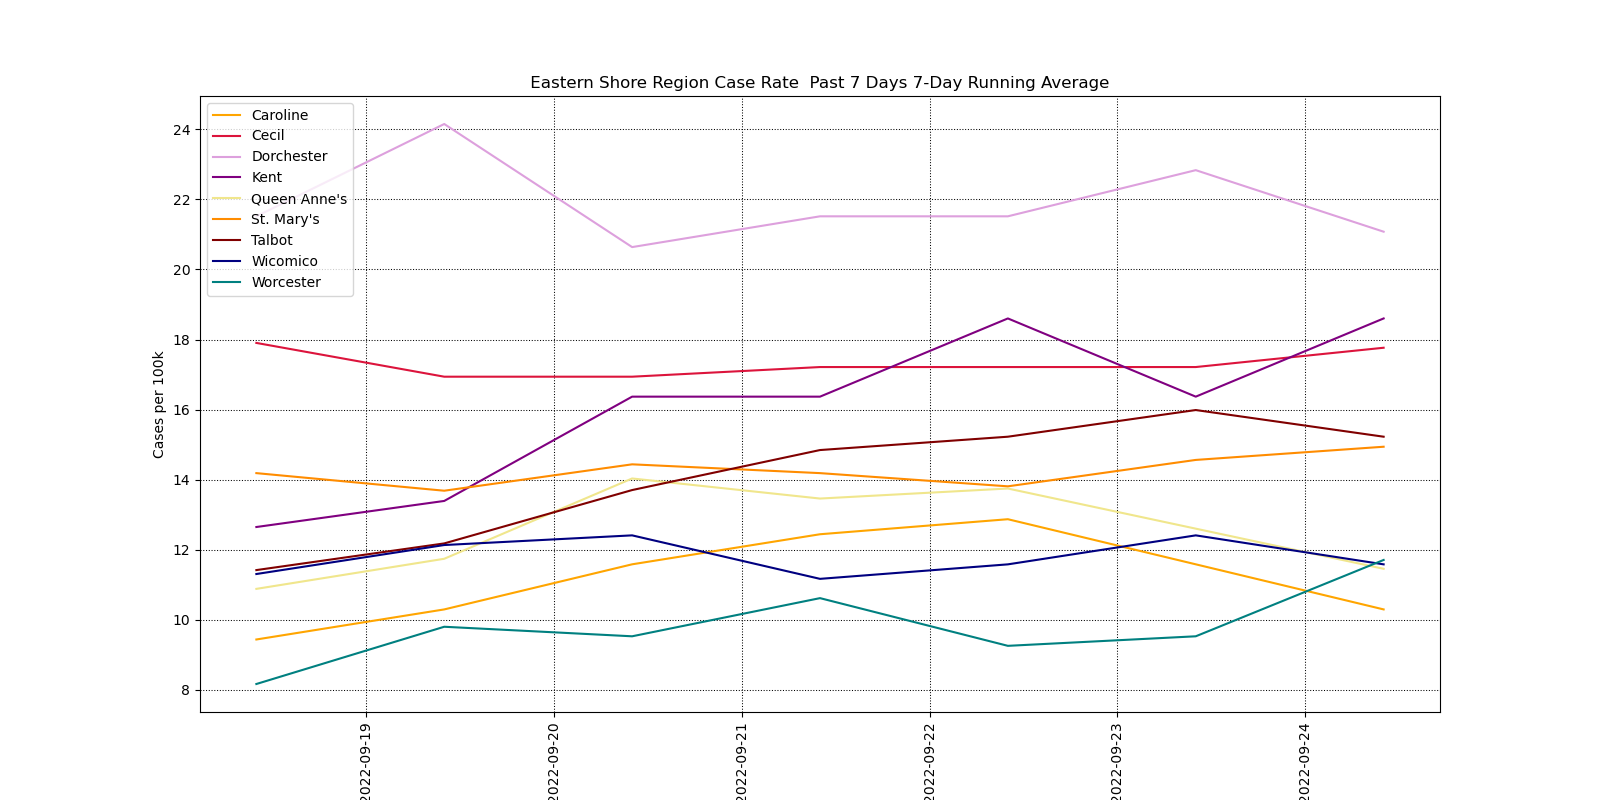 Eastern Shore Region Case Rate  Past 7 Days 7-Day Running Average
Caroline
Cecil
Dorchester
Kent
Queen Anne's
St. Mary's
Talbot
Wicomico
Worcester
Cases per 100k
24
22
20
18
16
14
12
10
8
2022-09-19
2022-09-20
2022-09-21
2022-09-22
2022-09-23
2022-09-24